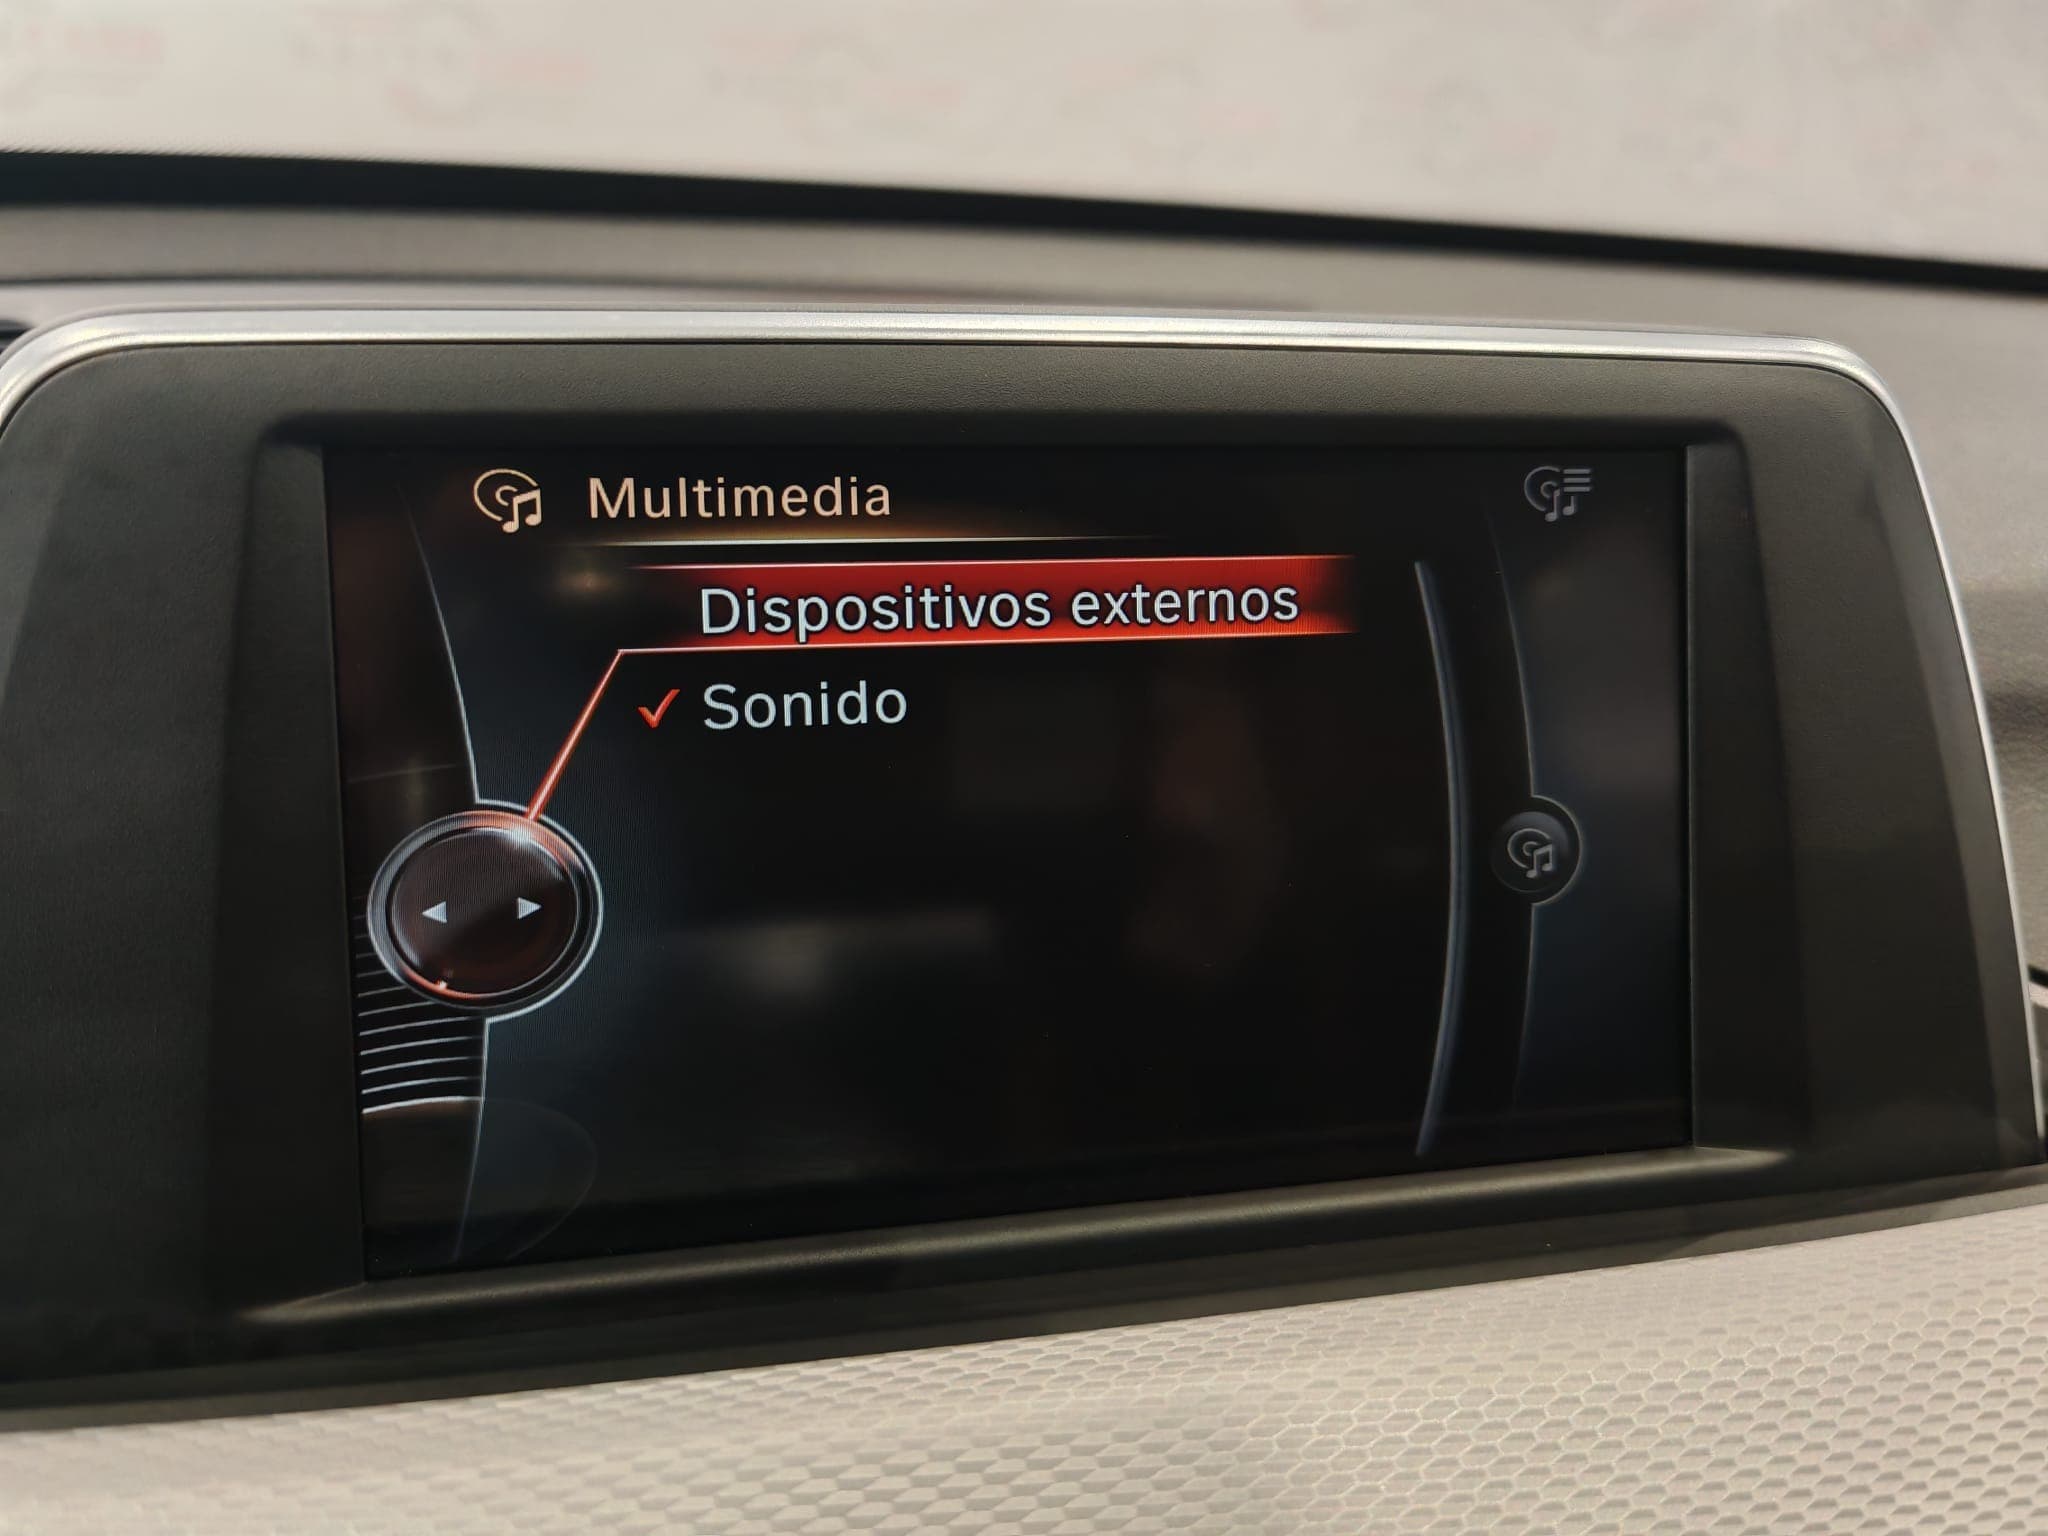 Multimedia
Dispositivos externos
Sonido